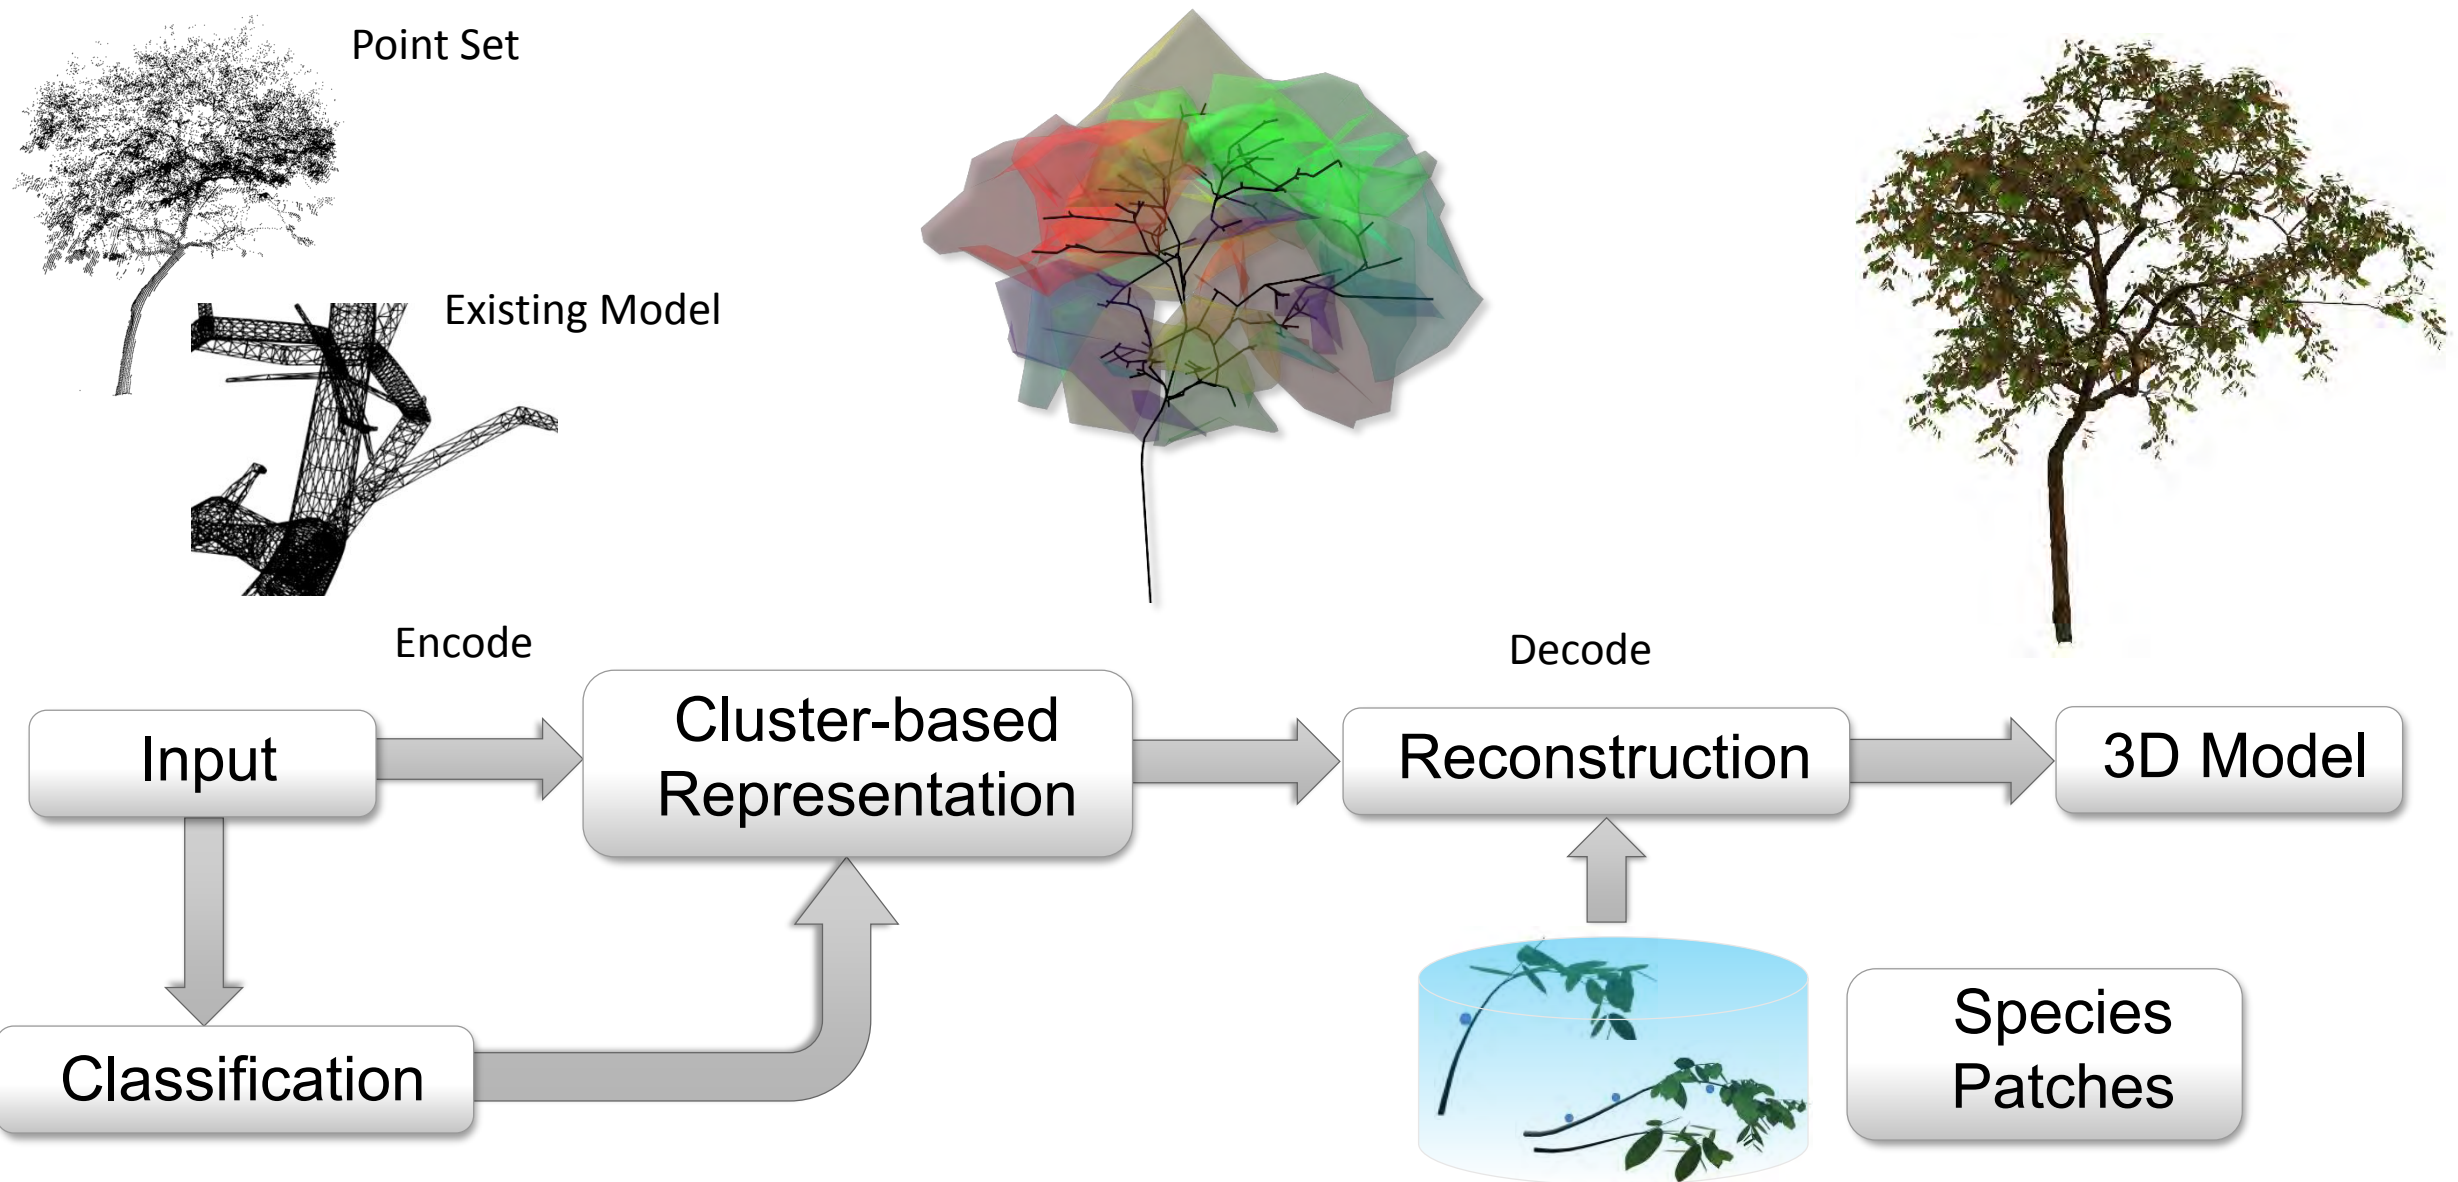 Point Set
Existing Model
Encode
Decode
Input
Cluster-based
Representation
Reconstruction
3D Model
Classification
Species
Patches